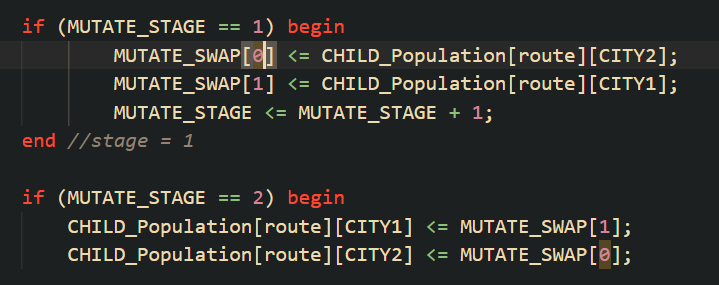 if (MUTATE_STAGE == 1) begin
MUTATE_SWAP[0] <= CHILD_Population[route][CITY2];
MUTATE_SWAP[1] <= CHILD_Population[route][CITY1];
MUTATE_STAGE <= MUTATE_STAGE + 1;
end //stage = 1
if (MUTATE_STAGE == 2) begin
CHILD_Population[route][CITY1] <= MUTATE_SWAP[1];
CHILD_Population[route][CITY2] <= MUTATE_SWAP[0];